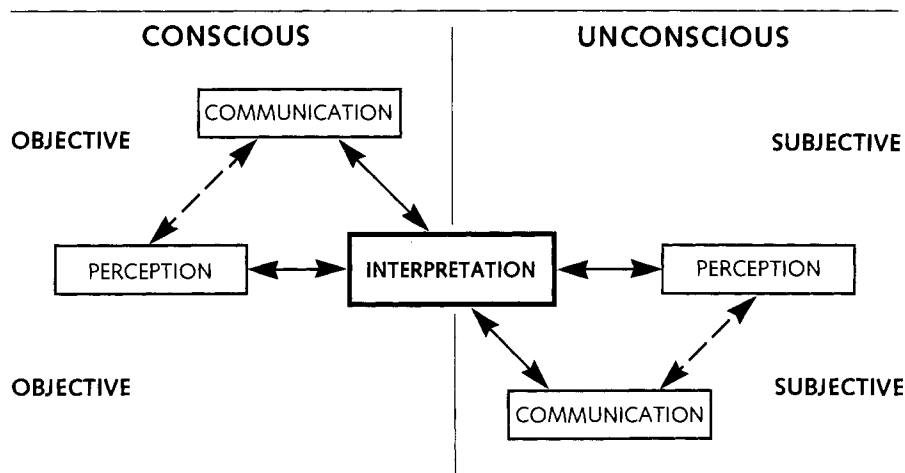 CONSCIOUS
UNCONSCIOUS
COMMUNICATION
OBJECTIVE
SUBJECTIVE
PERCEPTION
INTERPRETATION
PERCEPTION
OBJECTIVE
SUBJECTIVE
COMMUNICATION